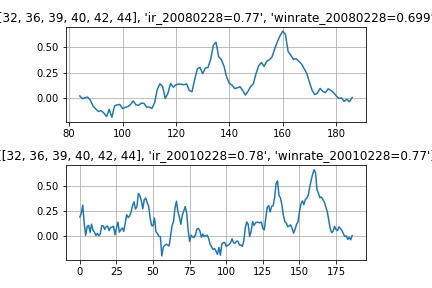 [32, 36, 39, 40, 42, 44], 'ir_20080228=0.77', 'winrate_20080228=0.699'
0.50
0.25
0.00
80 100 120 140 160 180
[[32, 36, 39, 40, 42, 44], 'ir_20010228=0.78', 'winrate_20010228=0.77']
0.50
0.25
0.00
0 25 50 75 100 125 150 175